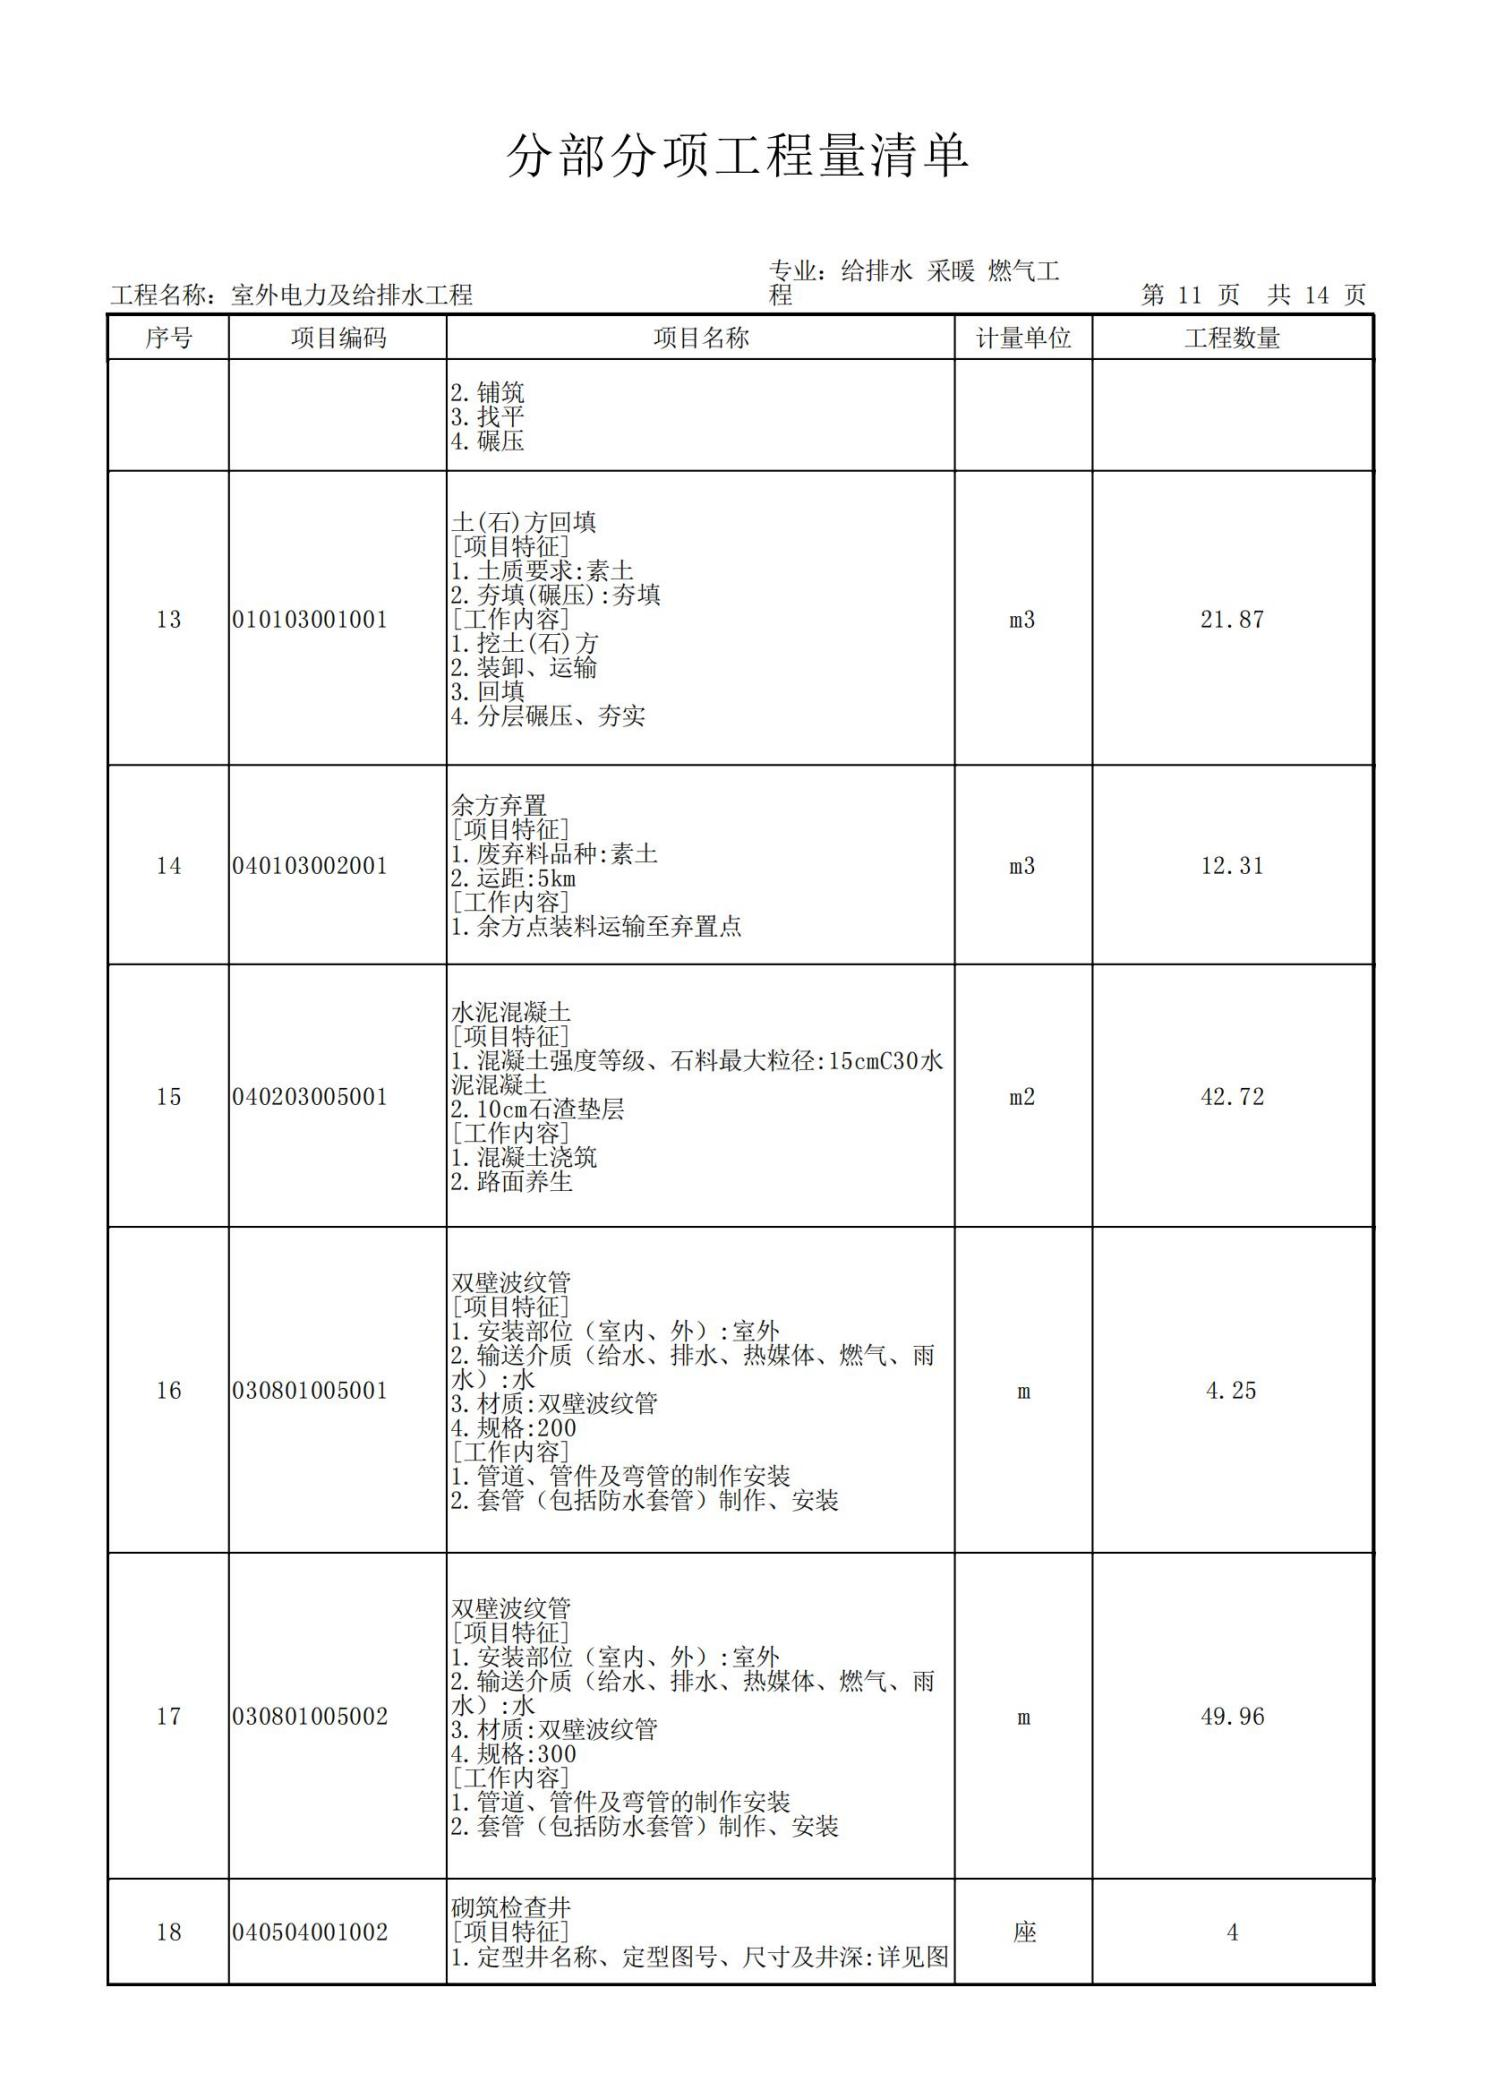 分部分项工程量清单
专业：给排水 采暖 燃气工
工程名称：室外电力及给排水工程 程 第 11 页 共 14 页
序号 项目编码 项目名称 计量单位 工程数量
2.铺筑
3.找平
4.碾压
土(石)方回填
[项目特征]
1.土质要求:素土
2.夯填(碾压):夯填
[工作内容]
13 010103001001 m3 21.87
1.挖土(石)方
2.装卸、运输
3.回填
4.分层碾压、夯实
余方弃置
[项目特征]
1.废弃料品种:素土
14 040103002001 m3 12.31
2.运距:5km
[工作内容]
1.余方点装料运输至弃置点
水泥混凝土
[项目特征]
1.混凝土强度等级、石料最大粒径:15cmC30水
泥混凝土
15 040203005001 m2 42.72
2.10cm石渣垫层
[工作内容]
1.混凝土浇筑
2.路面养生
双壁波纹管
[项目特征]
1.安装部位（室内、外）:室外
2.输送介质（给水、排水、热媒体、燃气、雨
水）:水
16 030801005001 m 4.25
3.材质:双壁波纹管
4.规格:200
[工作内容]
1.管道、管件及弯管的制作安装
2.套管（包括防水套管）制作、安装
双壁波纹管
[项目特征]
1.安装部位（室内、外）:室外
2.输送介质（给水、排水、热媒体、燃气、雨
水）:水
17 030801005002 m 49.96
3.材质:双壁波纹管
4.规格:300
[工作内容]
1.管道、管件及弯管的制作安装
2.套管（包括防水套管）制作、安装
砌筑检查井
18 040504001002 [项目特征] 座 4
1.定型井名称、定型图号、尺寸及井深:详见图